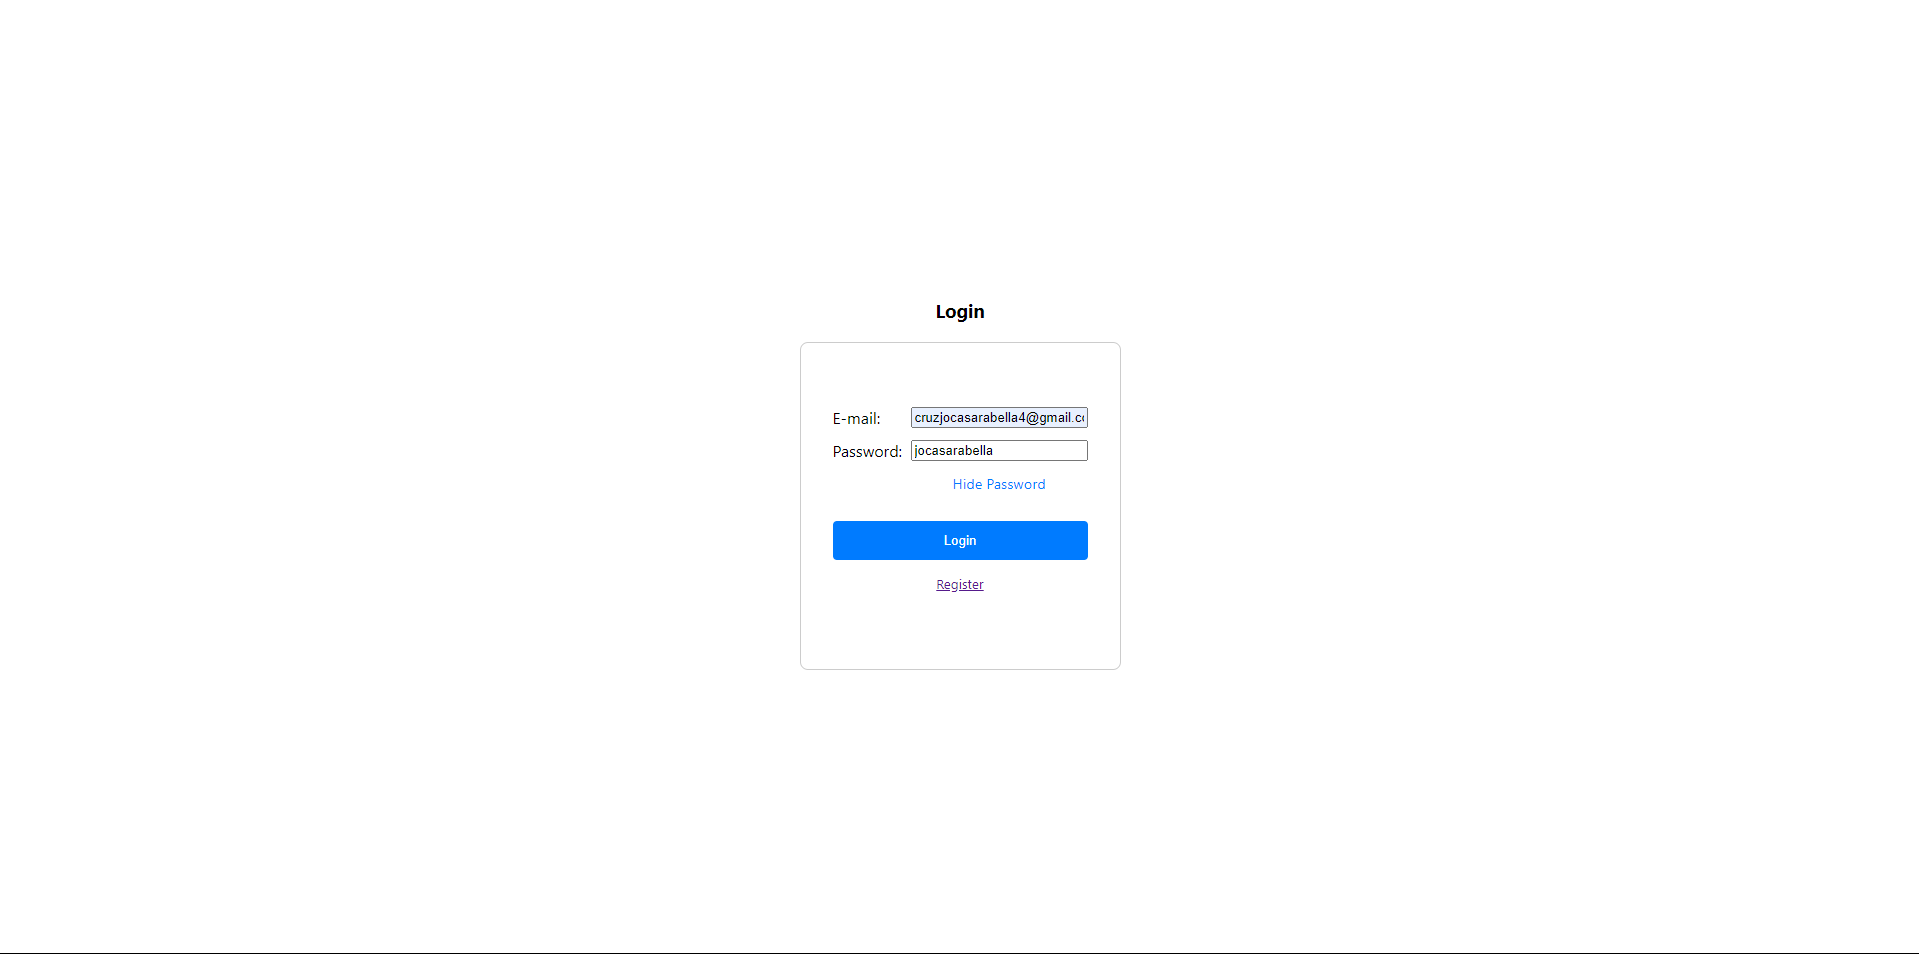 Login
E-mail: cruzjocasarabella4@gmail.c
Password: jocasarabella
Hide Password
Login
Register